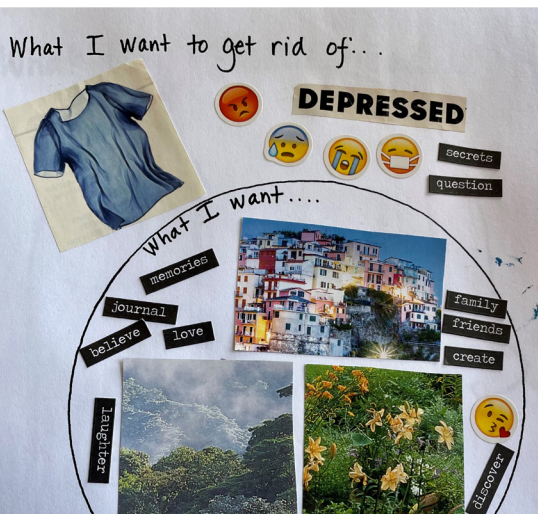 What I want to get rid of...
DEPRESSED
secrets
question
What I want....
memories
journal
believe
love
family
friends
create
laughter
discover